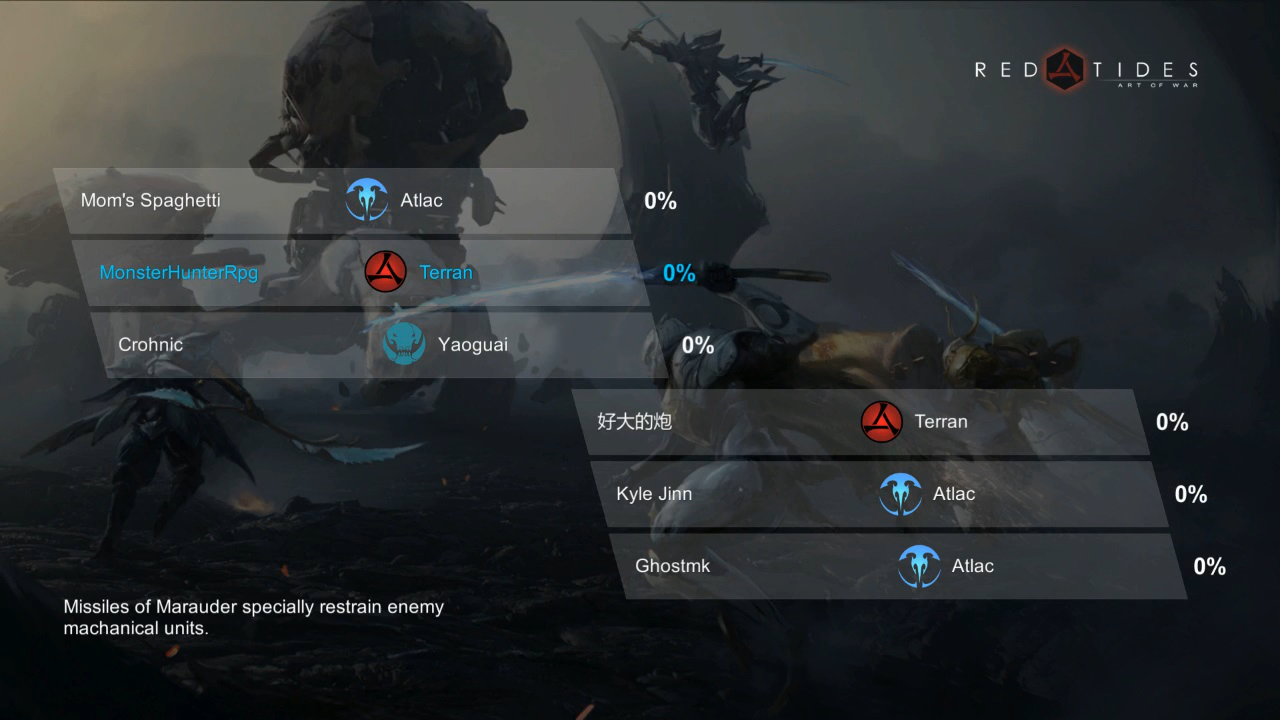 RED TIDES
ART OF WAR
Mom's Spaghetti Atlac 0%
MonsterHunterRpg Terran 0%
Crohnic Yaoguai 0%
好大的炮 Terran 0%
Kyle Jinn Atlac 0%
Ghostmk Atlac 0%
Missiles of Marauder specially restrain enemy
machanical units.